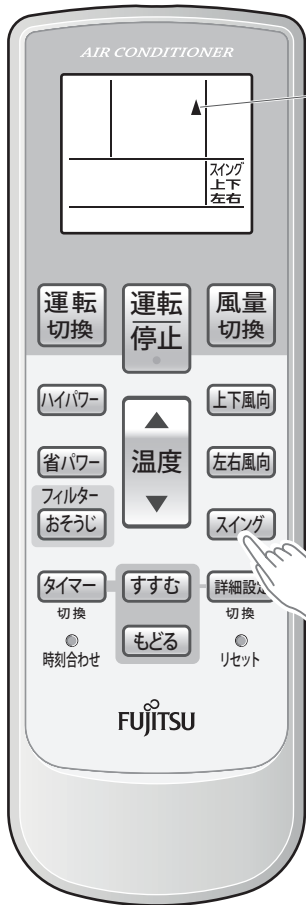 AIR CONDITIONER
スイング
上下
左右
運転
切換
運転
停止
風量
切換
ハイパワー
上下風向
温度
省パワー
左右風向
フィルター
おそうじ
スイング
タイマー
切換
すすむ
詳細設定
切換
時刻合わせ
もどる
リセット
FUJITSU